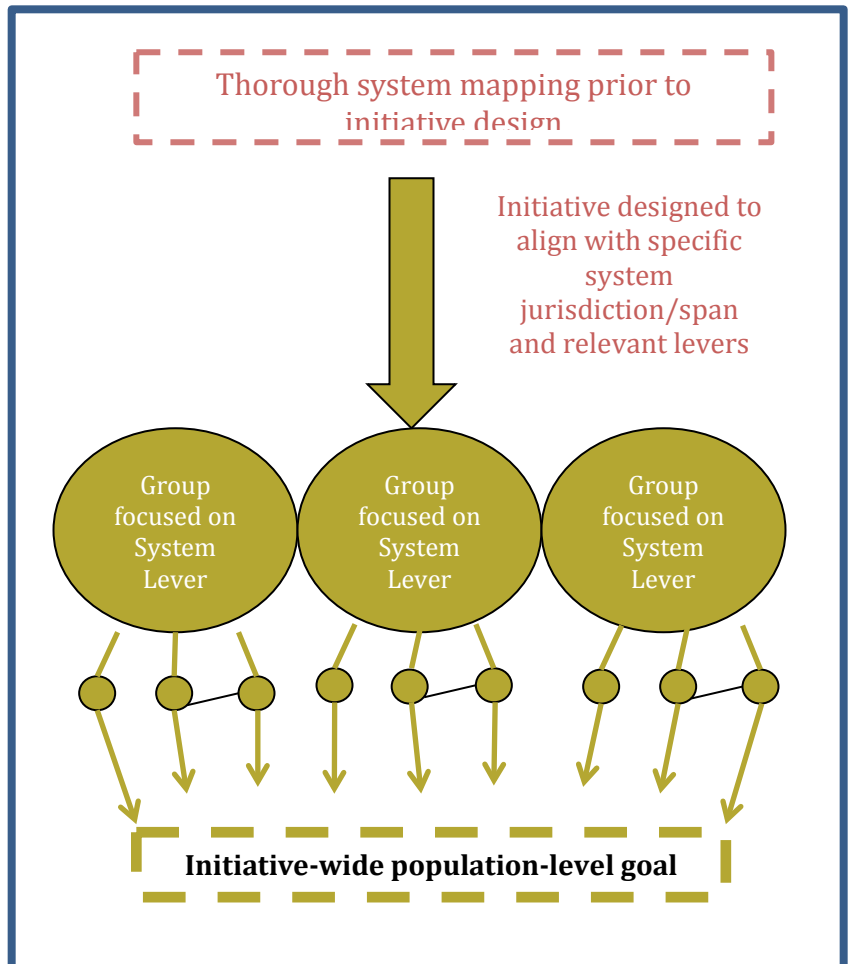 Thorough system mapping prior to
initiative design
Initiative designed to
align with specific
system
jurisdiction/span
and relevant levers
Group
focused on
System
Lever
Group
focused on
System
Lever
Group
focused on
System
Lever
Initiative-wide population-level goal